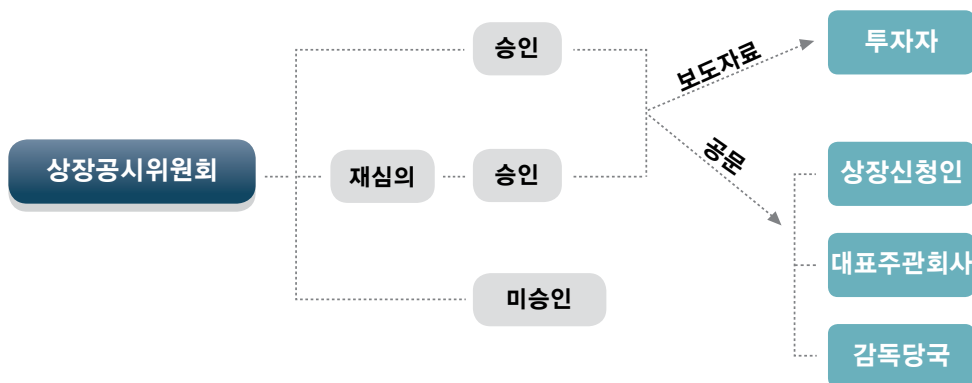 상장공시위원회
승인
재심의
승인
미승인
보도자료
공문
투자자
상장신청인
대표주관회사
감독당국